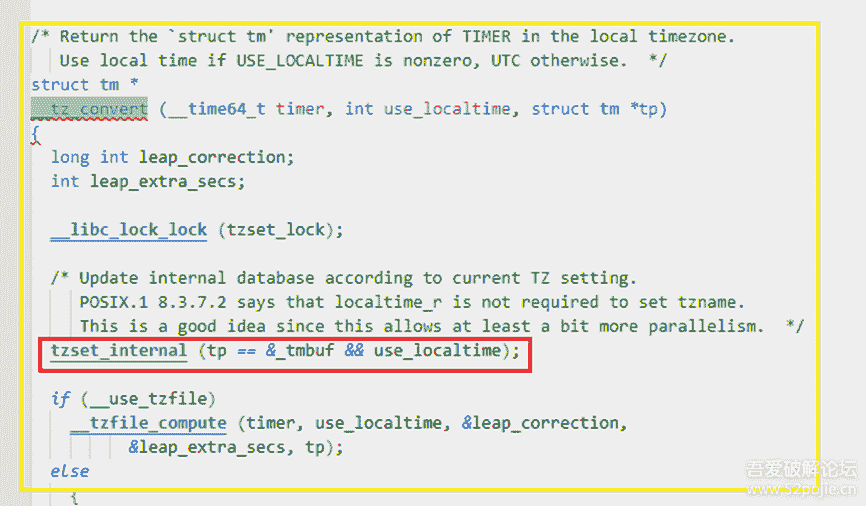 /* Return the `struct tm' representation of TIMER in the local timezone.
   Use local time if USE_LOCALTIME is nonzero, UTC otherwise.  */
struct tm *
__tz_convert (__time64_t timer, int use_localtime, struct tm *tp)
{
  long int leap_correction;
  int leap_extra_secs;

  __libc_lock_lock (tzset_lock);

  /* Update internal database according to current TZ setting.
     POSIX.1 8.3.7.2 says that localtime_r is not required to set tzname.
     This is a good idea since this allows at least a bit more parallelism.  */
  tzset_internal (tp == &_tmbuf && use_localtime);

  if (__use_tzfile)
    __tzfile_compute (timer, use_localtime, &leap_correction,
          &leap_extra_secs, tp);
  else
    {
吾爱破解论坛
www.52pojie.cn